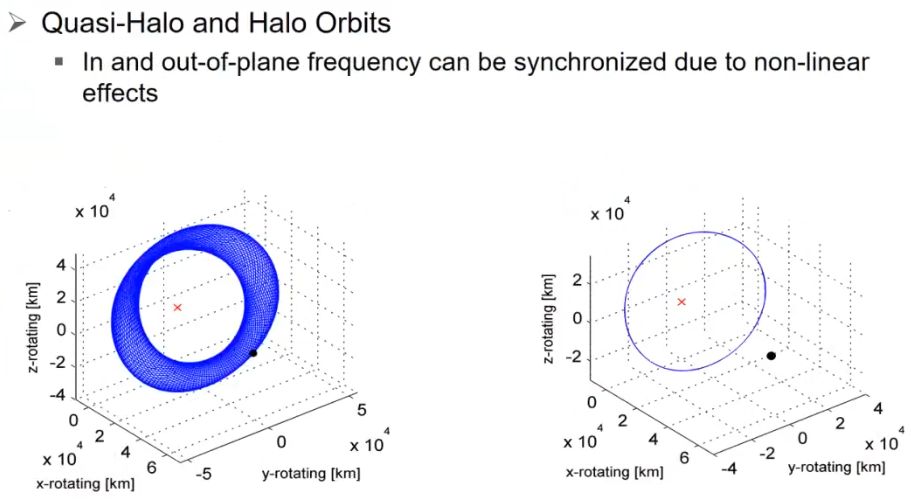 Quasi-Halo and Halo Orbits
In and out-of-plane frequency can be synchronized due to non-linear
effects
x 10^4
z-rotating [km]
4
2
0
-2
-4
0
2
4
6
x 10^4
x-rotating [km]
-5
0
5
x 10^4
y-rotating [km]
x 10^4
z-rotating [km]
2
0
-2
0
2
4
6
x 10^4
x-rotating [km]
-4
-2
0
2
4
x 10^4
y-rotating [km]